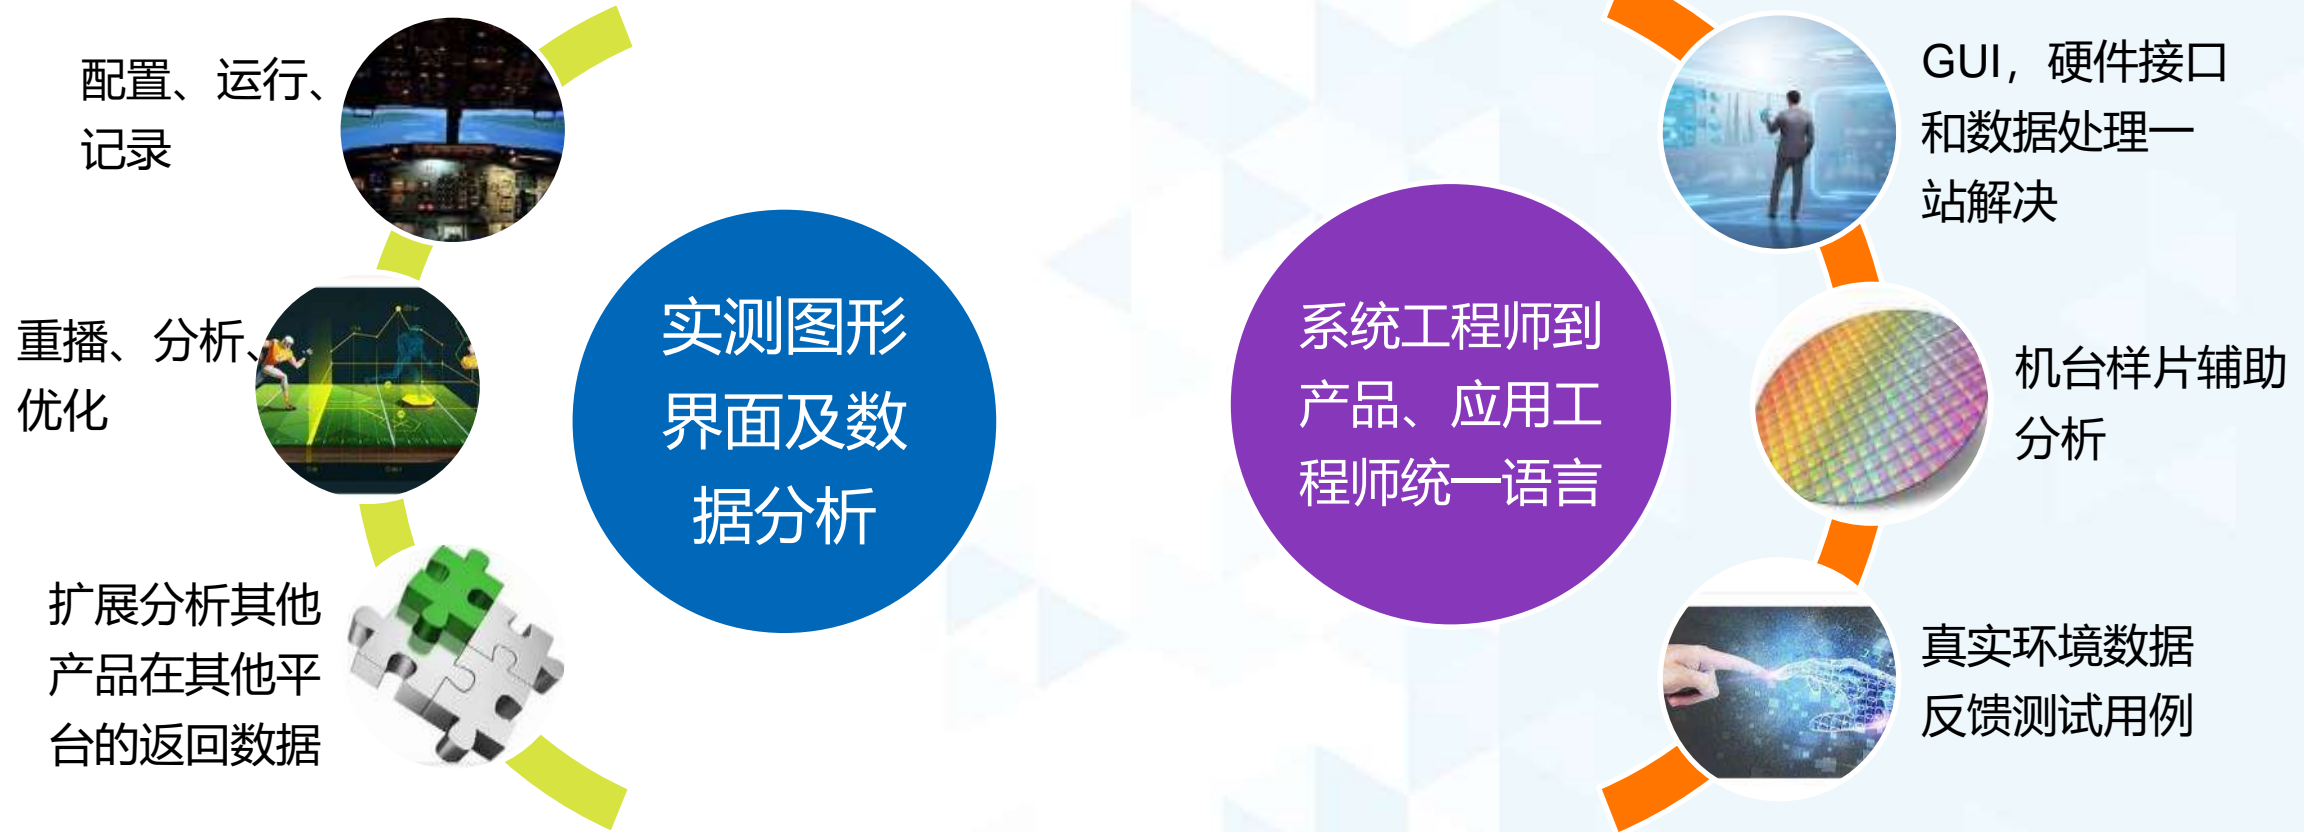 配置、运行、
记录
重播、分析、
优化
扩展分析其他
产品在其他平
台的返回数据
实测图形
界面及数
据分析
系统工程师到
产品、应用工
程师统一语言
GUI，硬件接口
和数据处理一
站解决
机台样片辅助
分析
真实环境数据
反馈测试用例